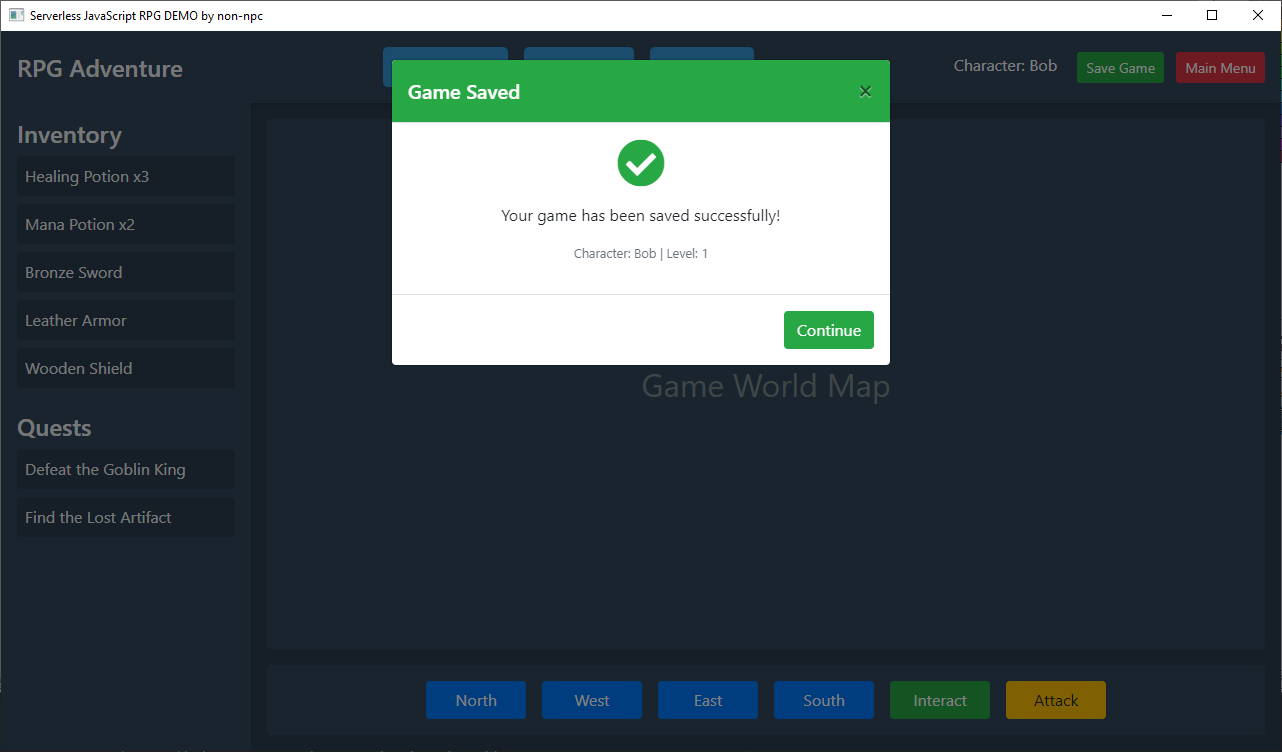 Serverless JavaScript RPG DEMO by non-npc
RPG Adventure
Character: Bob
Save Game
Main Menu
Game Saved
×
Your game has been saved successfully!
Character: Bob | Level: 1
Continue
Inventory
Healing Potion x3
Mana Potion x2
Bronze Sword
Leather Armor
Wooden Shield
Quests
Defeat the Goblin King
Find the Lost Artifact
Game World Map
North
West
East
South
Interact
Attack